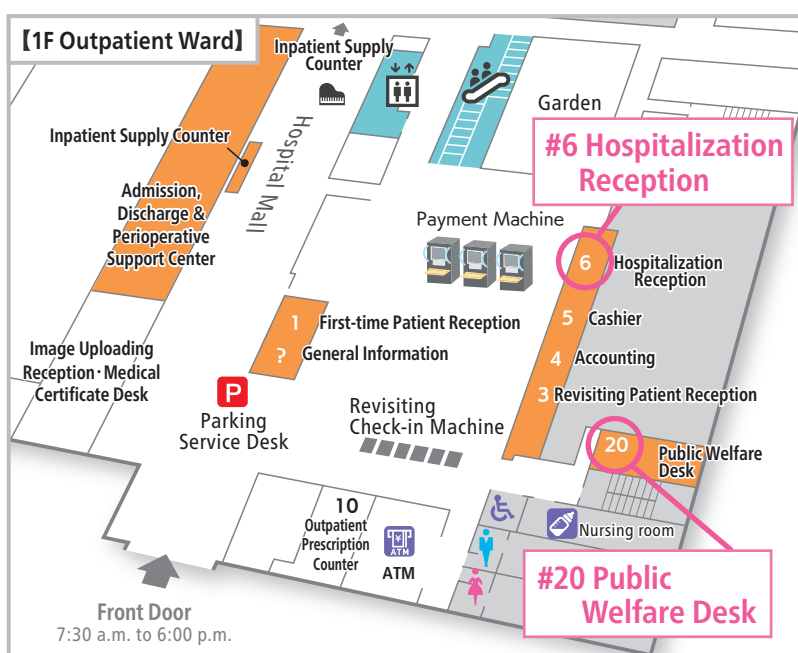 【1F Outpatient Ward】
Inpatient Supply
Counter
Garden
#6 Hospitalization
Reception
Inpatient Supply Counter
Hospital Mall
Admission,
Discharge &
Perioperative
Support Center
Payment Machine
6
Hospitalization
Reception
1
First-time Patient Reception
5
Cashier
?
General Information
4
Accounting
Image Uploading
Reception・Medical
Certificate Desk
3
Revisiting Patient Reception
P
Parking
Service Desk
Revisiting
Check-in Machine
20
Public Welfare
Desk
10
Outpatient
Prescription
Counter
¥
ATM
ATM
Nursing room
#20 Public
Welfare Desk
Front Door
7:30 a.m. to 6:00 p.m.